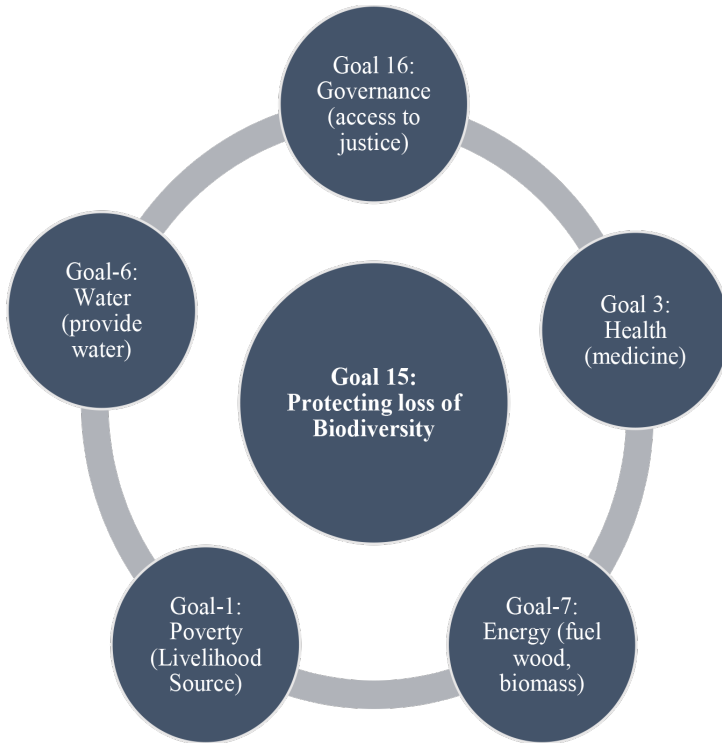 Goal 16:
Governance
(access to
justice)
Goal-6:
Water
(provide
water)
Goal 3:
Health
(medicine)
Goal 15:
Protecting loss of
Biodiversity
Goal-1:
Poverty
(Livelihood
Source)
Goal-7:
Energy (fuel
wood,
biomass)